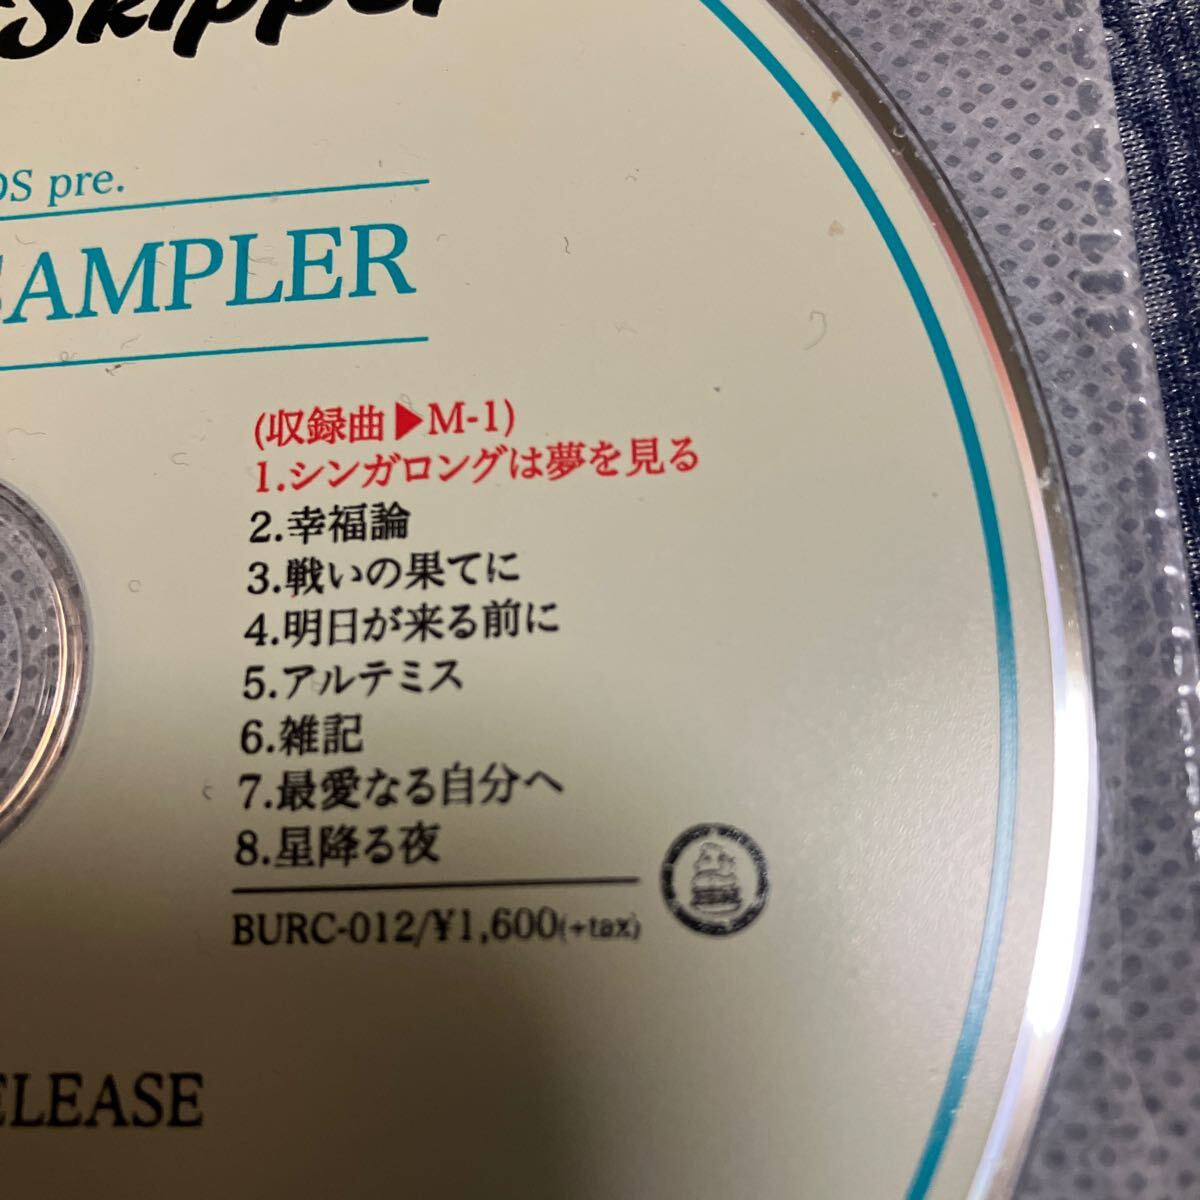 Skipper
DS pre.
SAMPLER
(収録曲▶M-1)
1.シンガロングは夢を見る
2.幸福論
3.戦いの果てに
4.明日が来る前に
5.アルテミス
6.雑記
7.最愛なる自分へ
8.星降る夜
BURC-012/¥1,600(+tax)
ELEASE